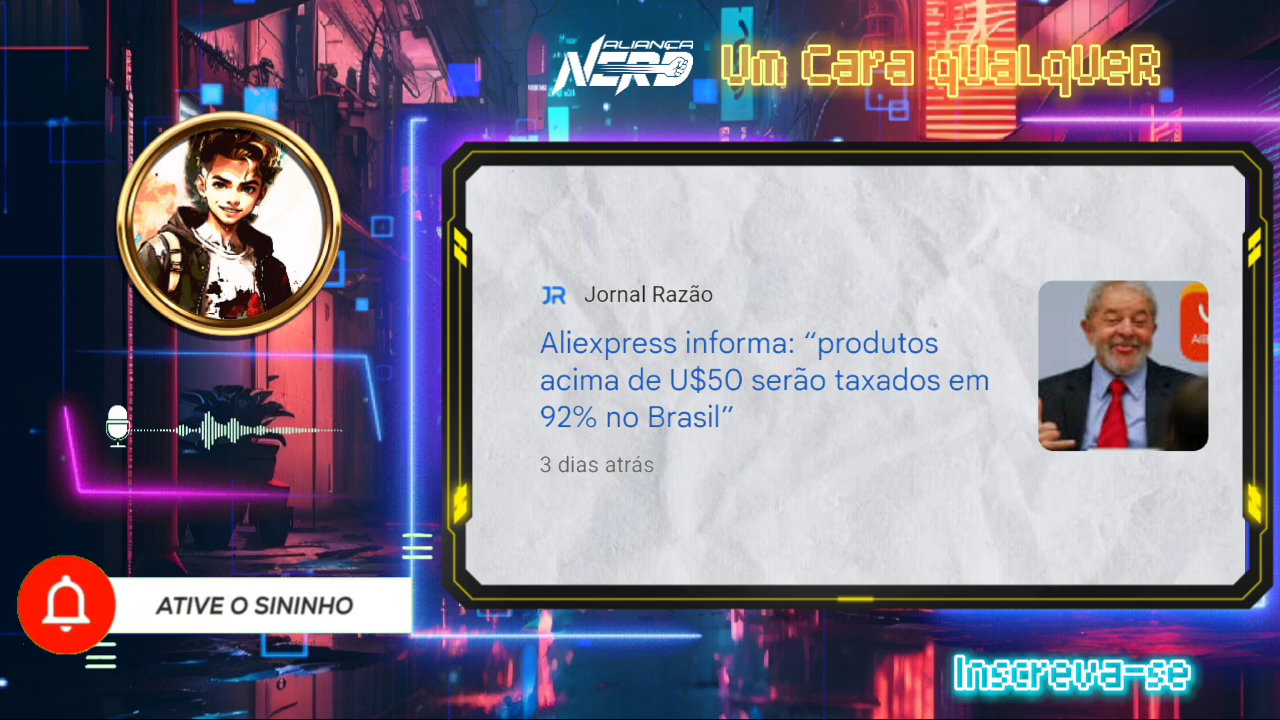 ALIANÇA
NERD
Um Cara qUaLqUeR
JR Jornal Razão
Aliexpress informa: “produtos
acima de U$50 serão taxados em
92% no Brasil”
3 dias atrás
ATIVE O SININHO
Inscreva-se